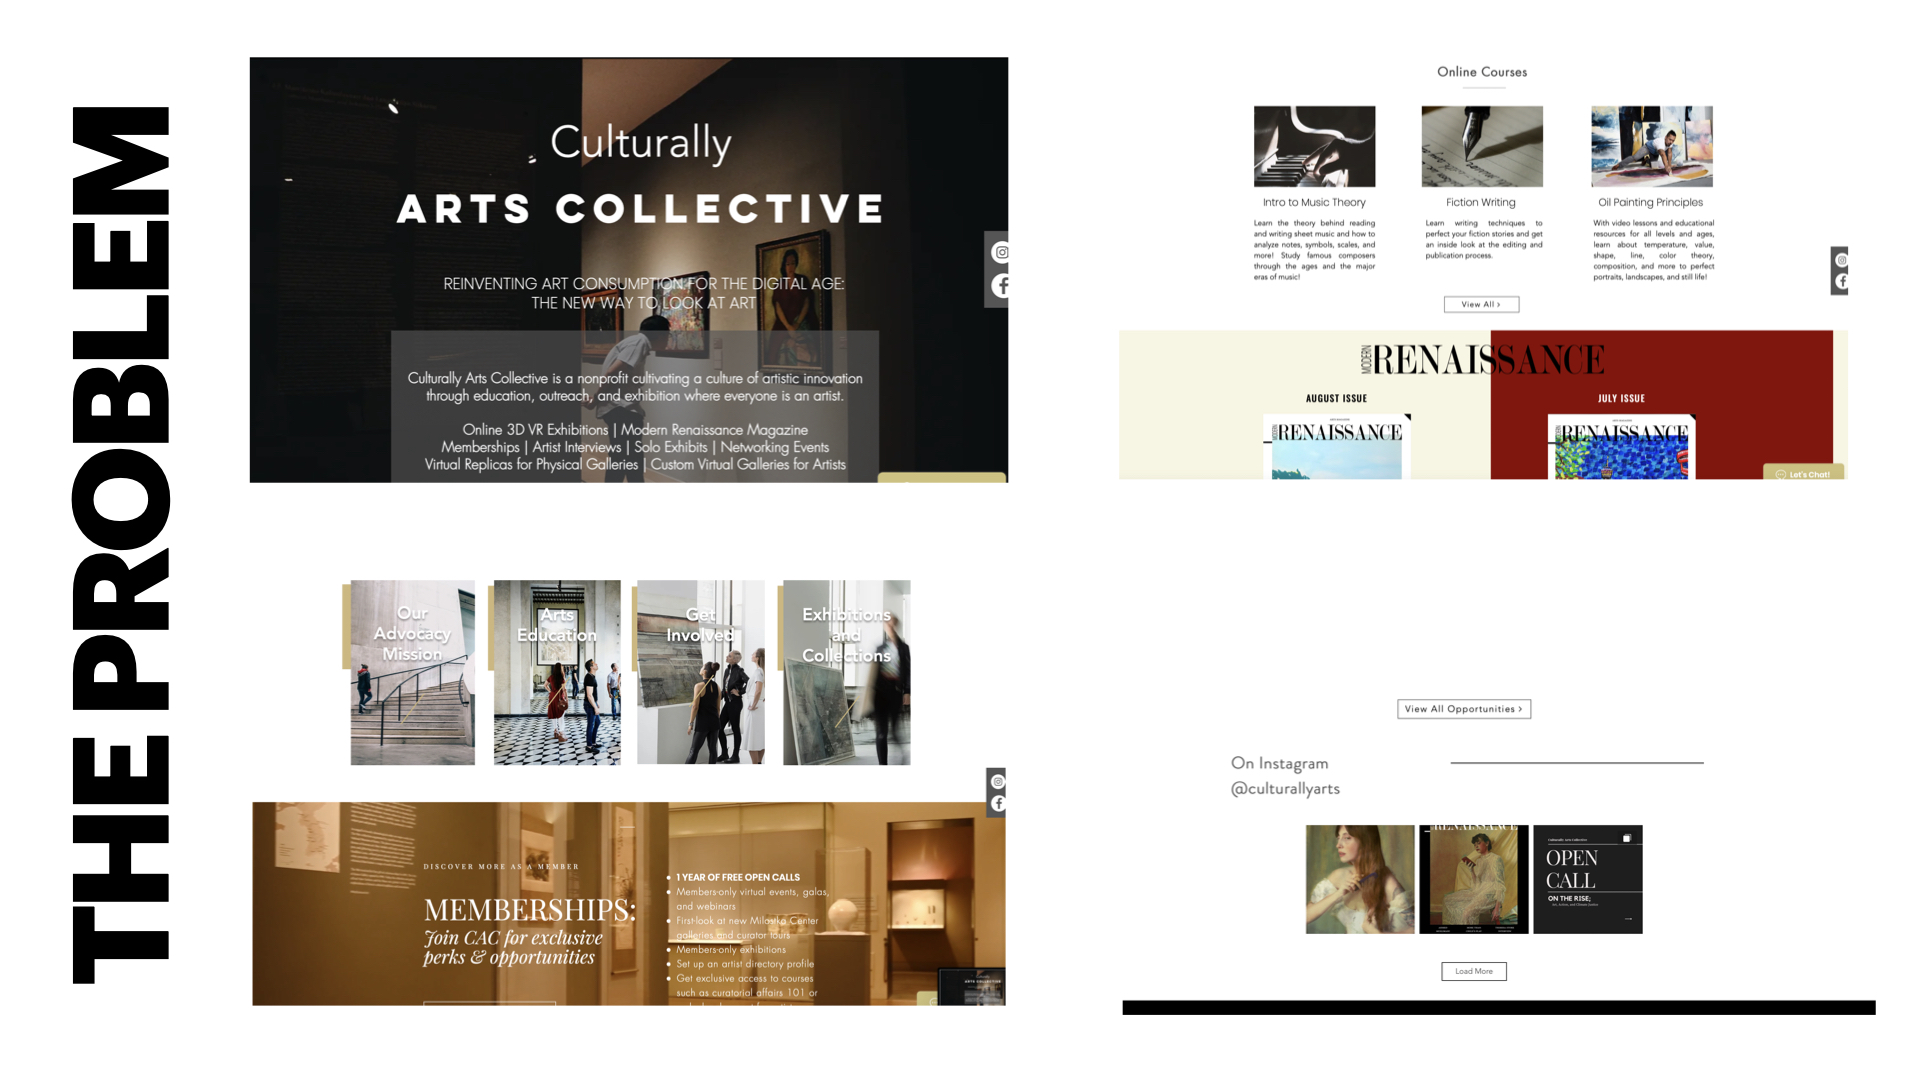 THE PROBLEM
Culturally
ARTS COLLECTIVE
REINVENTING ART CONSUMPTION FOR THE DIGITAL AGE:
THE NEW WAY TO LOOK AT ART
Culturally Arts Collective is a nonprofit cultivating a culture of artistic innovation
through education, outreach, and exhibition where everyone is an artist.
Online 3D VR Exhibitions | Modern Renaissance Magazine
Memberships | Artist Interviews | Solo Exhibits | Networking Events
Virtual Replicas for Physical Galleries | Custom Virtual Galleries for Artists
Online Courses
Intro to Music Theory
Learn the theory behind reading
and writing sheet music and how to
analyze notes, symbols, scales, and
more! Study famous composers
through the ages and the major
eras of music!
Fiction Writing
Learn writing techniques to
perfect your fiction stories and get
an inside look at the editing and
publication process.
Oil Painting Principles
With video lessons and educational
resources for all levels and ages,
learn about temperature, value,
shape, line, color theory,
composition, and more to perfect
portraits, landscapes, and still life!
View All >
MODERN RENAISSANCE
AUGUST ISSUE
RENAISSANCE
JULY ISSUE
RENAISSANCE
Let's Chat!
Our
Advocacy
Mission
Arts
Education
Get
Involved
Exhibitions
and
Collections
DISCOVER MORE AS A MEMBER
MEMBERSHIPS:
Join CAC for exclusive
perks & opportunities
• 1 YEAR OF FREE OPEN CALLS
• Members-only virtual events, galas,
and webinars
• First-look at new Milostka Center
galleries and curator tours
• Members-only exhibitions
• Set up an artist directory profile
• Get exclusive access to courses
such as curatorial affairs 101 or
View All Opportunities >
On Instagram
@culturallyarts
RENAISSANCE
Culturally Arts Collective
OPEN
CALL
ON THE RISE;
Load More